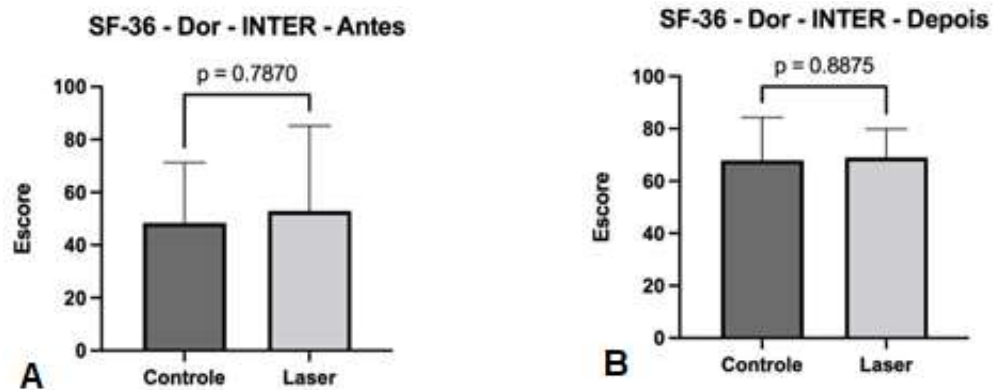 SF-36 - Dor - INTER - Antes
p = 0.7870
100
80
60
40
20
0
Escore
Controle
Laser
A
SF-36 - Dor - INTER - Depois
p = 0.8875
100
80
60
40
20
0
Escore
Controle
Laser
B